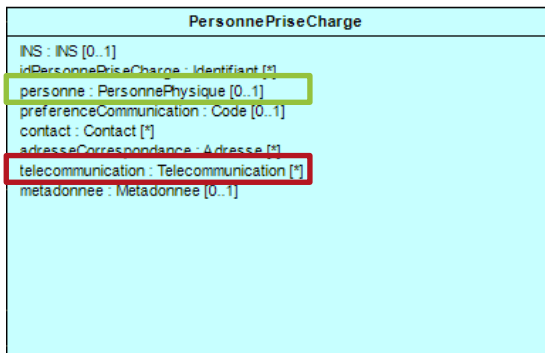 PersonnePriseCharge
INS : INS [0..1]
idPersonnePriseCharge : Identifiant [*]
personne : PersonnePhysique [0..1]
preferenceCommunication : Code [0..1]
contact : Contact [*]
adresseCorrespondance : Adresse [*]
telecommunication : Telecommunication [*]
metadonnee : Metadonnee [0..1]